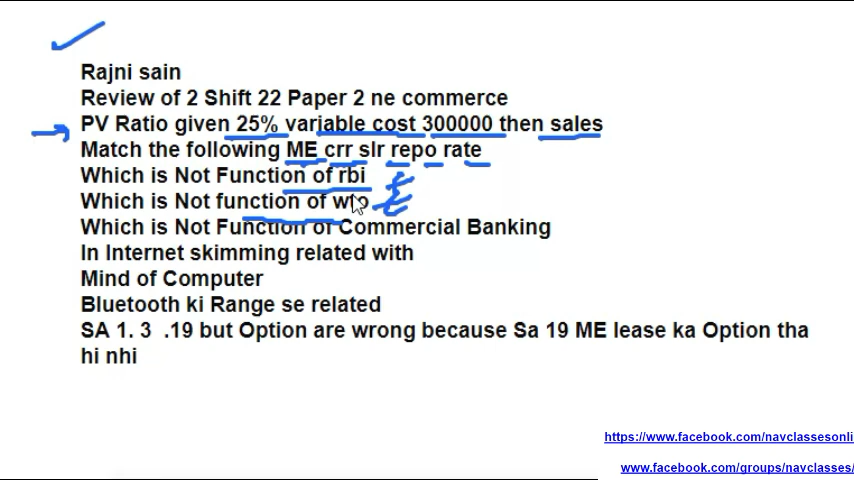 Rajni sain
Review of 2 Shift 22 Paper 2 ne commerce
PV Ratio given 25% variable cost 300000 then sales
Match the following ME crr slr repo rate
Which is Not Function of rbi
Which is Not function of wto
Which is Not Function of Commercial Banking
In Internet skimming related with
Mind of Computer
Bluetooth ki Range se related
SA 1. 3 .19 but Option are wrong because Sa 19 ME lease ka Option tha
hi nhi
https://www.facebook.com/navclassesonli
www.facebook.com/groups/navclasses/